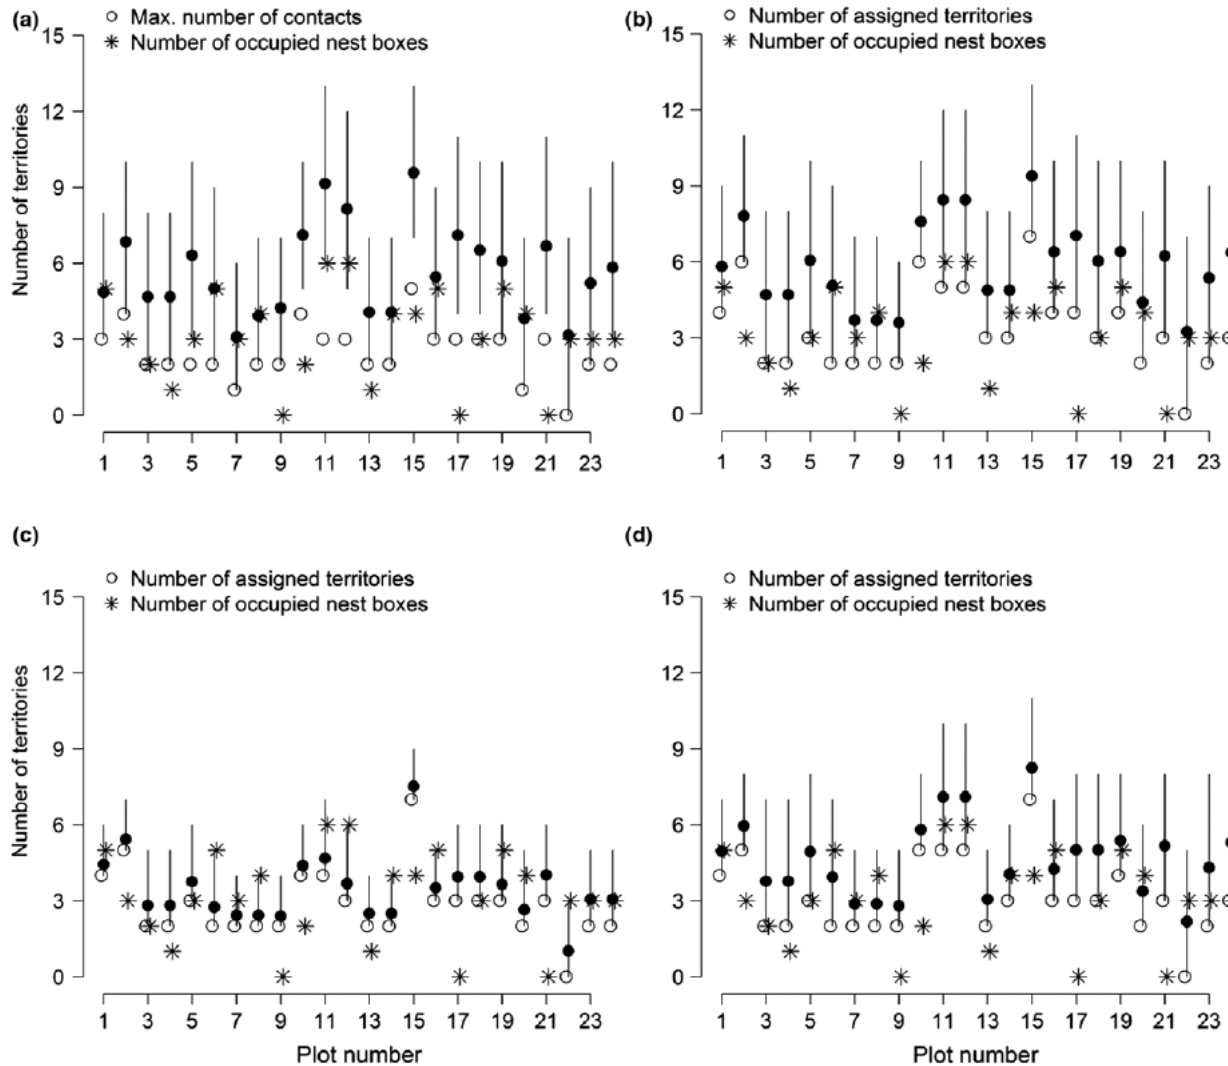 (a)
○ Max. number of contacts
✳ Number of occupied nest boxes
Number of territories
15
12
9
6
3
0
1 3 5 7 9 11 13 15 17 19 21 23
(b)
○ Number of assigned territories
✳ Number of occupied nest boxes
15
12
9
6
3
0
1 3 5 7 9 11 13 15 17 19 21 23
(c)
○ Number of assigned territories
✳ Number of occupied nest boxes
Number of territories
15
12
9
6
3
0
1 3 5 7 9 11 13 15 17 19 21 23
Plot number
(d)
○ Number of assigned territories
✳ Number of occupied nest boxes
15
12
9
6
3
0
1 3 5 7 9 11 13 15 17 19 21 23
Plot number